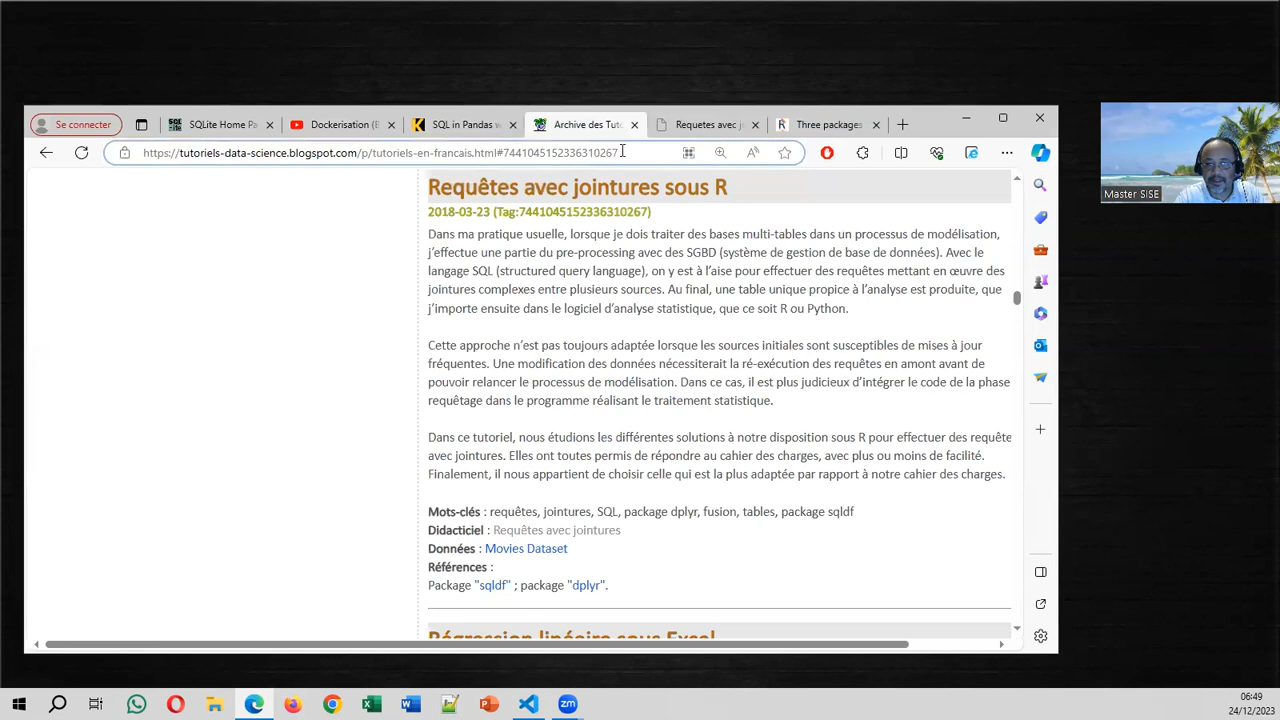 Se connecter
SQLite Home Pa
Dockerisation (E
SQL in Pandas w
Archive des Tuto
Requetes avec jo
Three packages
https://tutoriels-data-science.blogspot.com/p/tutoriels-en-francais.html#7441045152336310267
Master SISE
Requêtes avec jointures sous R
2018-03-23 (Tag:7441045152336310267)
Dans ma pratique usuelle, lorsque je dois traiter des bases multi-tables dans un processus de modélisation,
j'effectue une partie du pre-processing avec des SGBD (système de gestion de base de données). Avec le
langage SQL (structured query language), on y est à l'aise pour effectuer des requêtes mettant en œuvre des
jointures complexes entre plusieurs sources. Au final, une table unique propice à l'analyse est produite, que
j'importe ensuite dans le logiciel d'analyse statistique, que ce soit R ou Python.
Cette approche n'est pas toujours adaptée lorsque les sources initiales sont susceptibles de mises à jour
fréquentes. Une modification des données nécessiterait la ré-exécution des requêtes en amont avant de
pouvoir relancer le processus de modélisation. Dans ce cas, il est plus judicieux d'intégrer le code de la phase
requêtage dans le programme réalisant le traitement statistique.
Dans ce tutoriel, nous étudions les différentes solutions à notre disposition sous R pour effectuer des requête
avec jointures. Elles ont toutes permis de répondre au cahier des charges, avec plus ou moins de facilité.
Finalement, il nous appartient de choisir celle qui est la plus adaptée par rapport à notre cahier des charges.
Mots-clés : requêtes, jointures, SQL, package dplyr, fusion, tables, package sqldf
Didacticiel : Requêtes avec jointures
Données : Movies Dataset
Références :
Package "sqldf" ; package "dplyr".
Régression linéaire sous Excel
06:49
24/12/2023